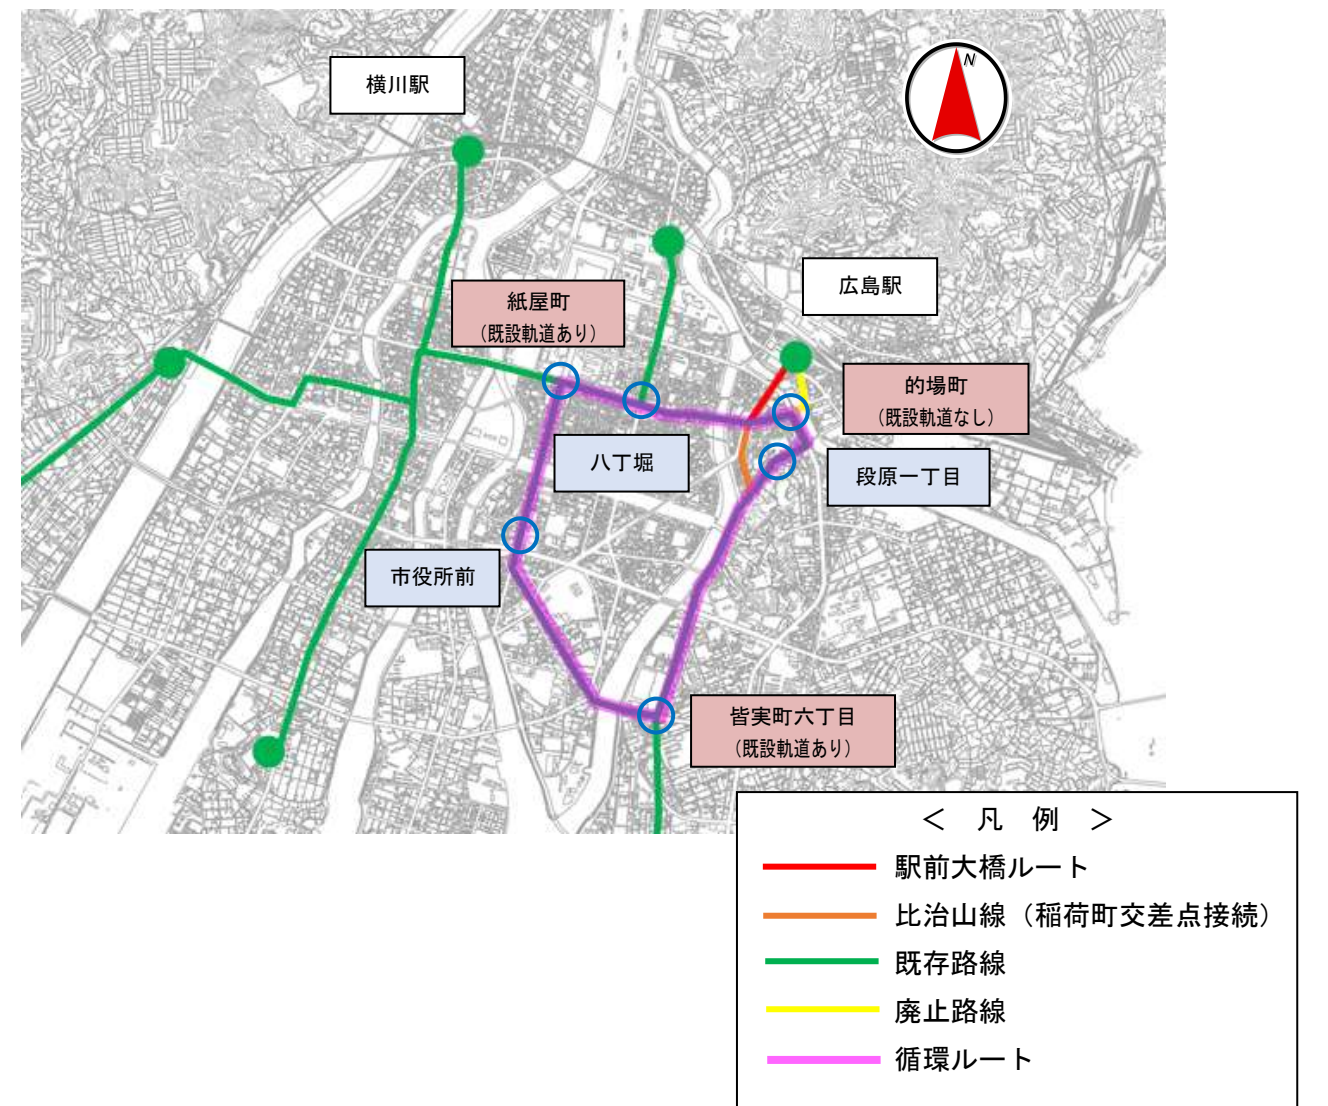 横川駅
N
広島駅
紙屋町
（既設軌道あり）
的場町
（既設軌道なし）
八丁堀
段原一丁目
市役所前
皆実町六丁目
（既設軌道あり）
＜ 凡 例 ＞
駅前大橋ルート
比治山線（稲荷町交差点接続）
既存路線
廃止路線
循環ルート